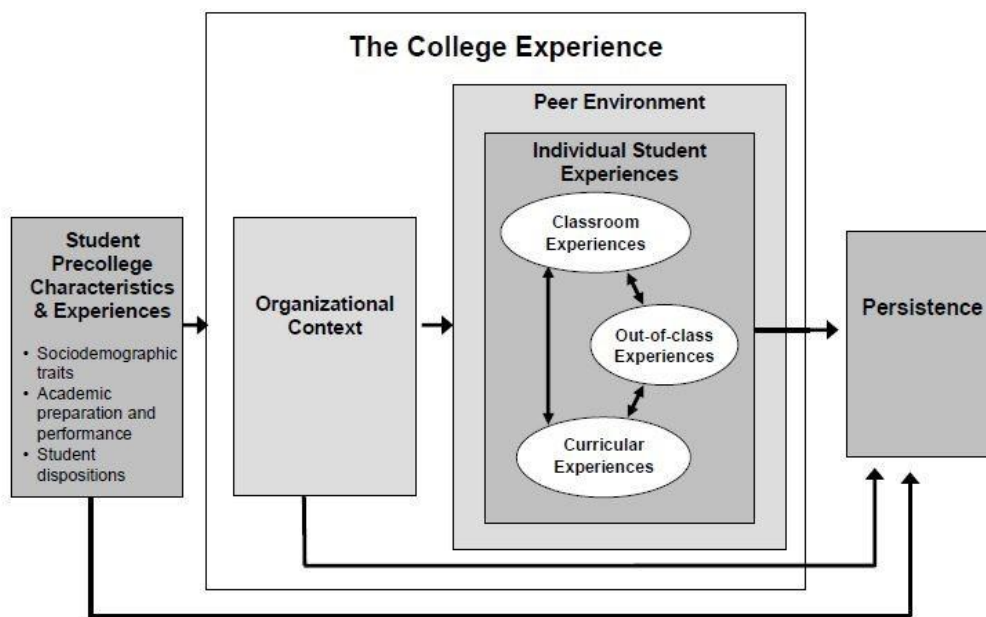 The College Experience
Peer Environment
Individual Student
Experiences
Classroom
Experiences
Out-of-class
Experiences
Curricular
Experiences
Student
Precollege
Characteristics
& Experiences
• Sociodemographic
traits
• Academic
preparation and
performance
• Student
dispositions
Organizational
Context
Persistence